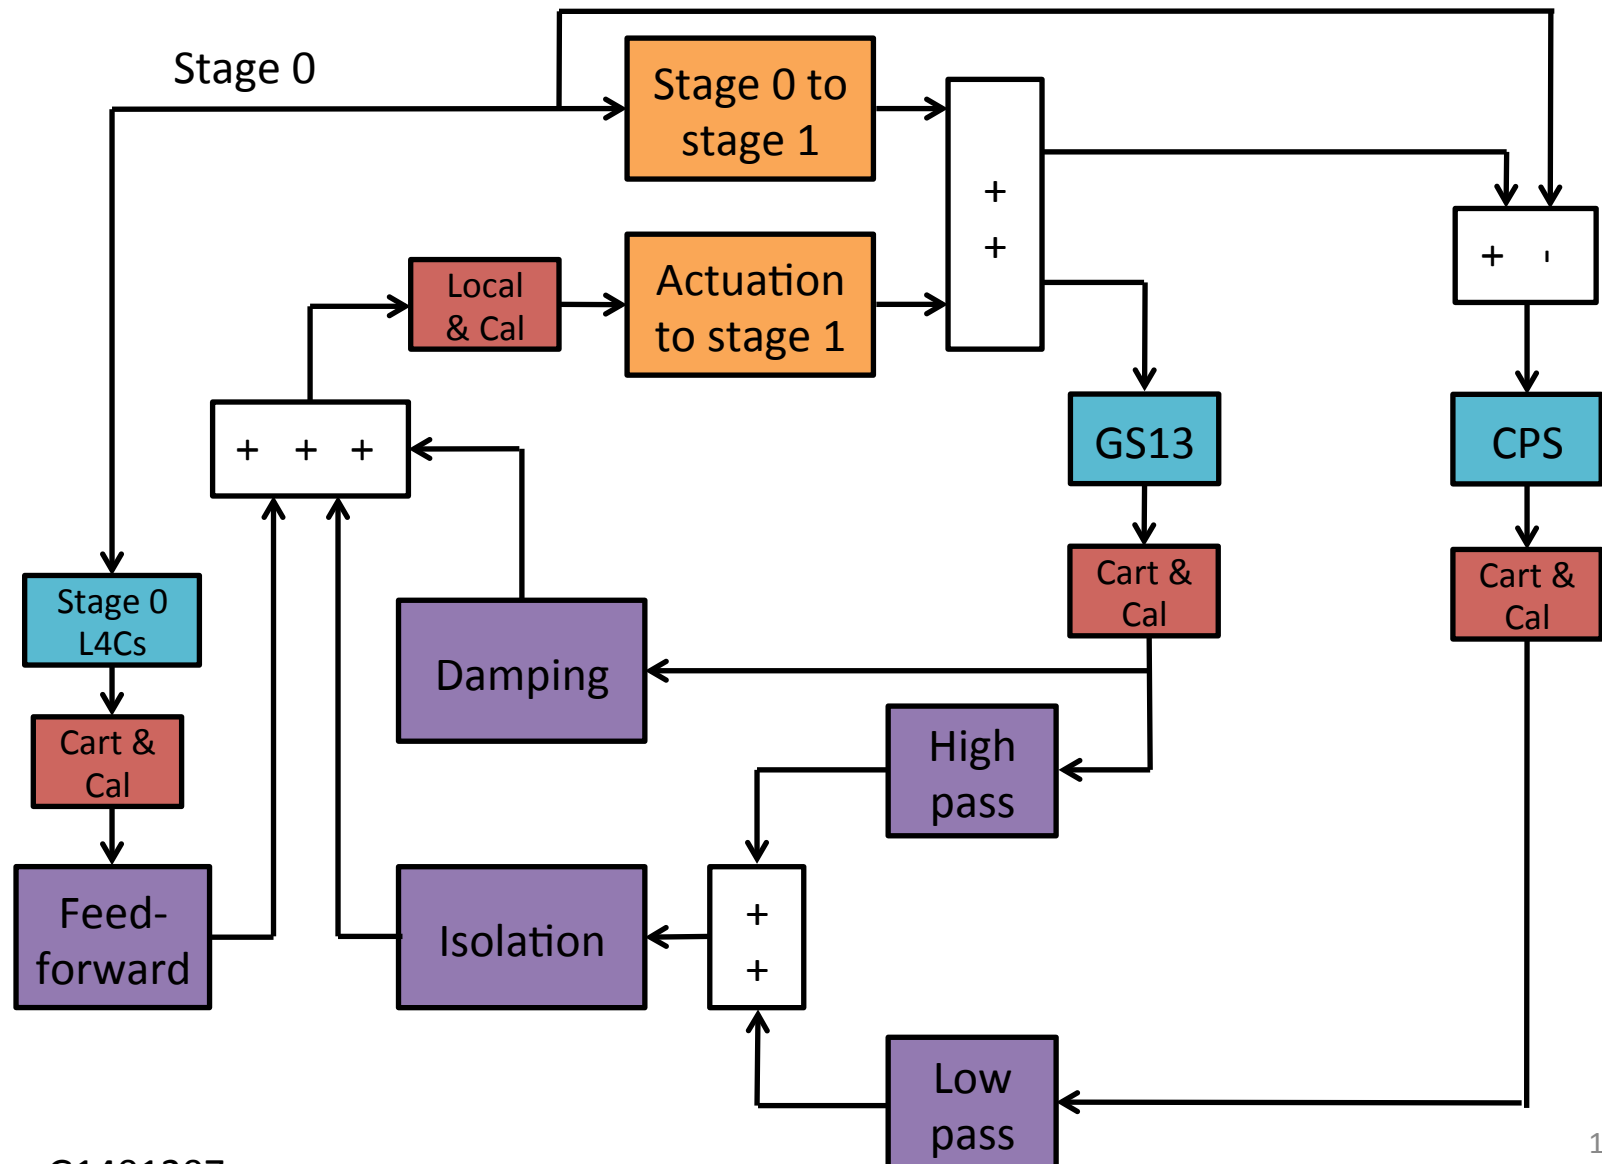 Stage 0
Stage 0 to
stage 1
+
+
+ -
Local
& Cal
Actuation
to stage 1
+ + +
GS13
CPS
Stage 0
L4Cs
Cart &
Cal
Cart &
Cal
Damping
Cart &
Cal
High
pass
Feed-
forward
Isolation
+
+
Low
pass
1